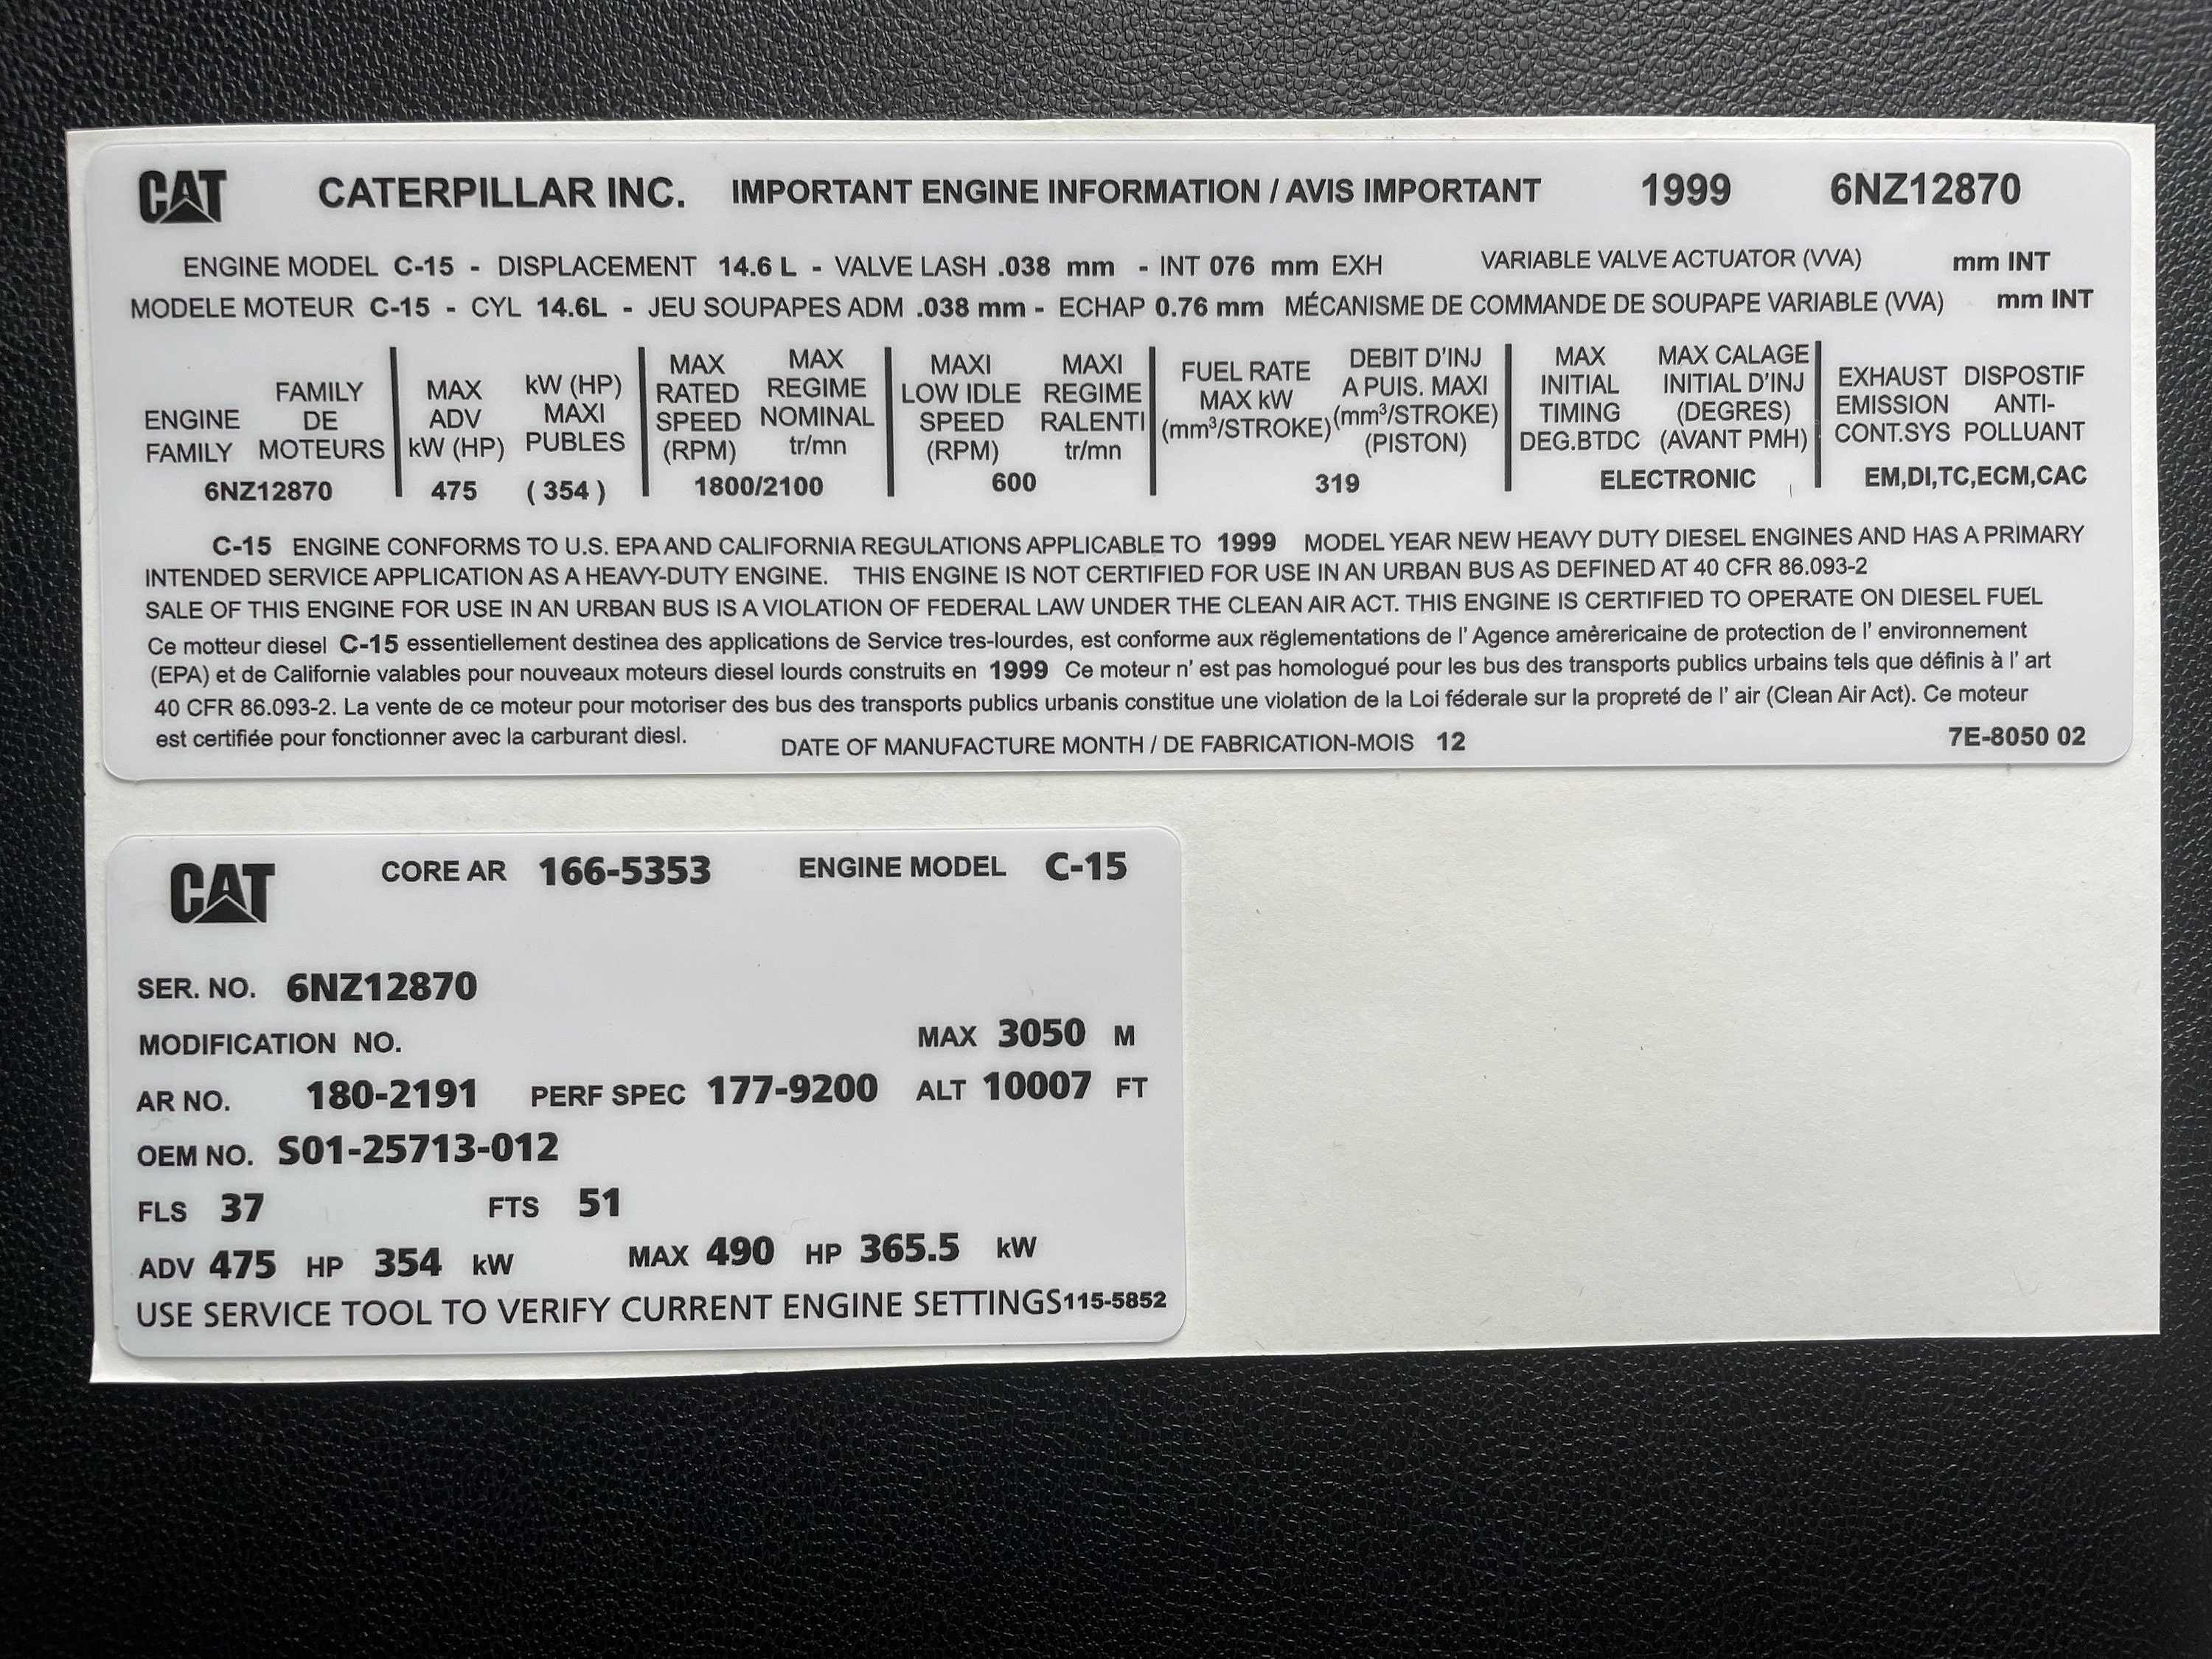 CAT CATERPILLAR INC. IMPORTANT ENGINE INFORMATION / AVIS IMPORTANT 1999 6NZ12870
ENGINE MODEL C-15 - DISPLACEMENT 14.6 L - VALVE LASH .038 mm - INT 076 mm EXH VARIABLE VALVE ACTUATOR (VVA) mm INT
MODELE MOTEUR C-15 - CYL 14.6L - JEU SOUPAPES ADM .038 mm - ECHAP 0.76 mm MÉCANISME DE COMMANDE DE SOUPAPE VARIABLE (VVA) mm INT
ENGINE FAMILY
FAMILY DE MOTEURS
6NZ12870
MAX ADV kW (HP)
kW (HP) MAXI PUBLES
475 ( 354 )
MAX RATED SPEED (RPM)
MAX REGIME NOMINAL tr/mn
1800/2100
MAXI LOW IDLE SPEED (RPM)
MAXI REGIME RALENTI tr/mn
600
FUEL RATE MAX kW (mm³/STROKE)
DEBIT D'INJ A PUIS. MAXI (mm³/STROKE) (PISTON)
319
MAX INITIAL TIMING DEG.BTDC
MAX CALAGE INITIAL D'INJ (DEGRES) (AVANT PMH)
ELECTRONIC
EXHAUST EMISSION CONT.SYS
DISPOSTIF ANTI- POLLUANT
EM,DI,TC,ECM,CAC
C-15 ENGINE CONFORMS TO U.S. EPA AND CALIFORNIA REGULATIONS APPLICABLE TO 1999 MODEL YEAR NEW HEAVY DUTY DIESEL ENGINES AND HAS A PRIMARY
INTENDED SERVICE APPLICATION AS A HEAVY-DUTY ENGINE. THIS ENGINE IS NOT CERTIFIED FOR USE IN AN URBAN BUS AS DEFINED AT 40 CFR 86.093-2
SALE OF THIS ENGINE FOR USE IN AN URBAN BUS IS A VIOLATION OF FEDERAL LAW UNDER THE CLEAN AIR ACT. THIS ENGINE IS CERTIFIED TO OPERATE ON DIESEL FUEL
Ce motteur diesel C-15 essentiellement destinea des applications de Service tres-lourdes, est conforme aux rëglementations de l' Agence amèrericaine de protection de l' environnement
(EPA) et de Californie valables pour nouveaux moteurs diesel lourds construits en 1999 Ce moteur n' est pas homologué pour les bus des transports publics urbains tels que définis à l' art
40 CFR 86.093-2. La vente de ce moteur pour motoriser des bus des transports publics urbanis constitue une violation de la Loi féderale sur la propreté de l' air (Clean Air Act). Ce moteur
est certifiée pour fonctionner avec la carburant diesl. DATE OF MANUFACTURE MONTH / DE FABRICATION-MOIS 12 7E-8050 02
CAT CORE AR 166-5353 ENGINE MODEL C-15
SER. NO. 6NZ12870
MODIFICATION NO. MAX 3050 M
AR NO. 180-2191 PERF SPEC 177-9200 ALT 10007 FT
OEM NO. S01-25713-012
FLS 37 FTS 51
ADV 475 HP 354 kW MAX 490 HP 365.5 kW
USE SERVICE TOOL TO VERIFY CURRENT ENGINE SETTINGS 115-5852